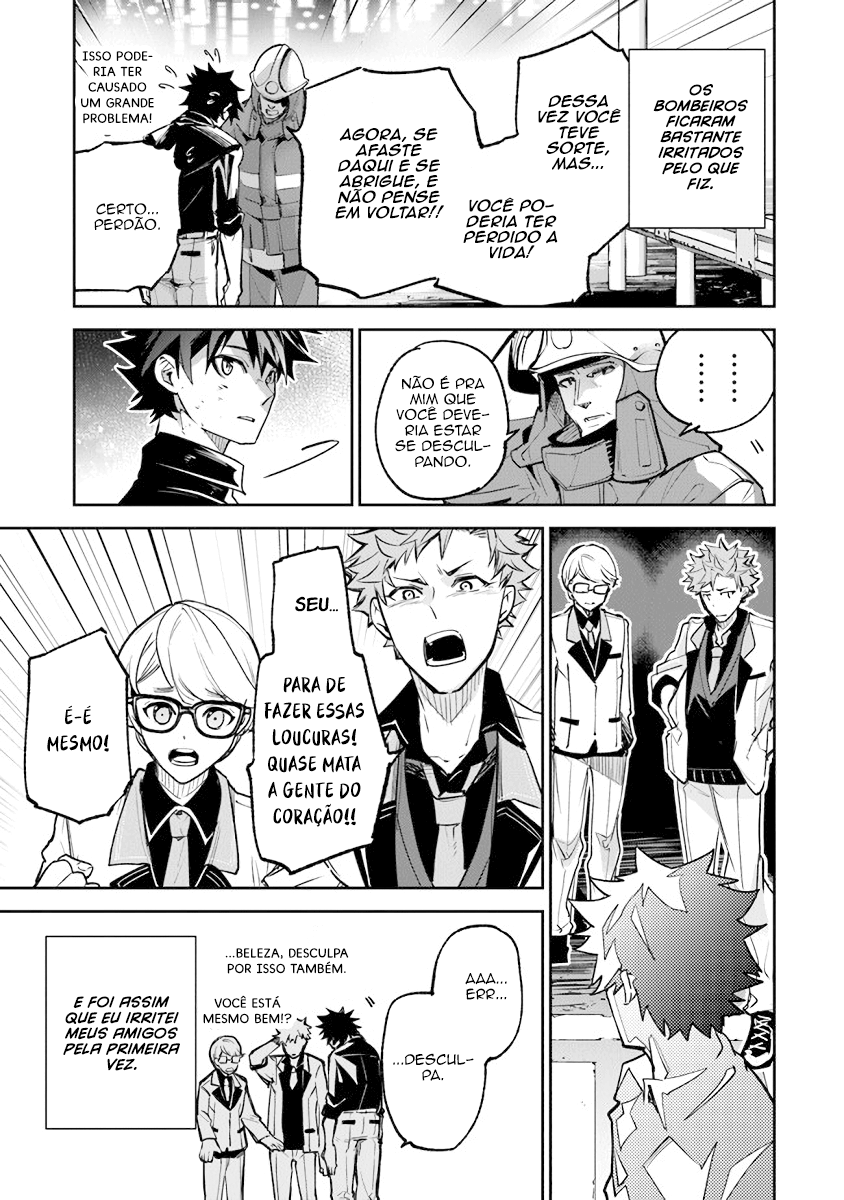 OS
BOMBEIROS
FICARAM
BASTANTE
IRRITADOS
PELO QUE
FIZ.
DESSA
VEZ VOCÊ
TEVE
SORTE,
MAS...
VOCÊ PO-
DERIA TER
PERDIDO A
VIDA!
AGORA, SE
AFASTE
DAQUI E SE
ABRIGUE, E
NÃO PENSE
EM VOLTAR!!
ISSO PODE-
RIA TER
CAUSADO
UM GRANDE
PROBLEMA!
CERTO...
PERDÃO.
......
NÃO É PRA
MIM QUE
VOCÊ DEVE-
RIA ESTAR
SE DESCUL-
PANDO.
SEU...
PARA DE
FAZER ESSAS
LOUCURAS!
QUASE MATA
A GENTE DO
CORAÇÃO!!
É-É
MESMO!
AAA...
ERR...
...DESCUL-
PA.
...BELEZA, DESCULPA
POR ISSO TAMBÉM.
VOCÊ ESTÁ
MESMO BEM!?
E FOI ASSIM
QUE EU IRRITEI
MEUS AMIGOS
PELA PRIMEIRA
VEZ.